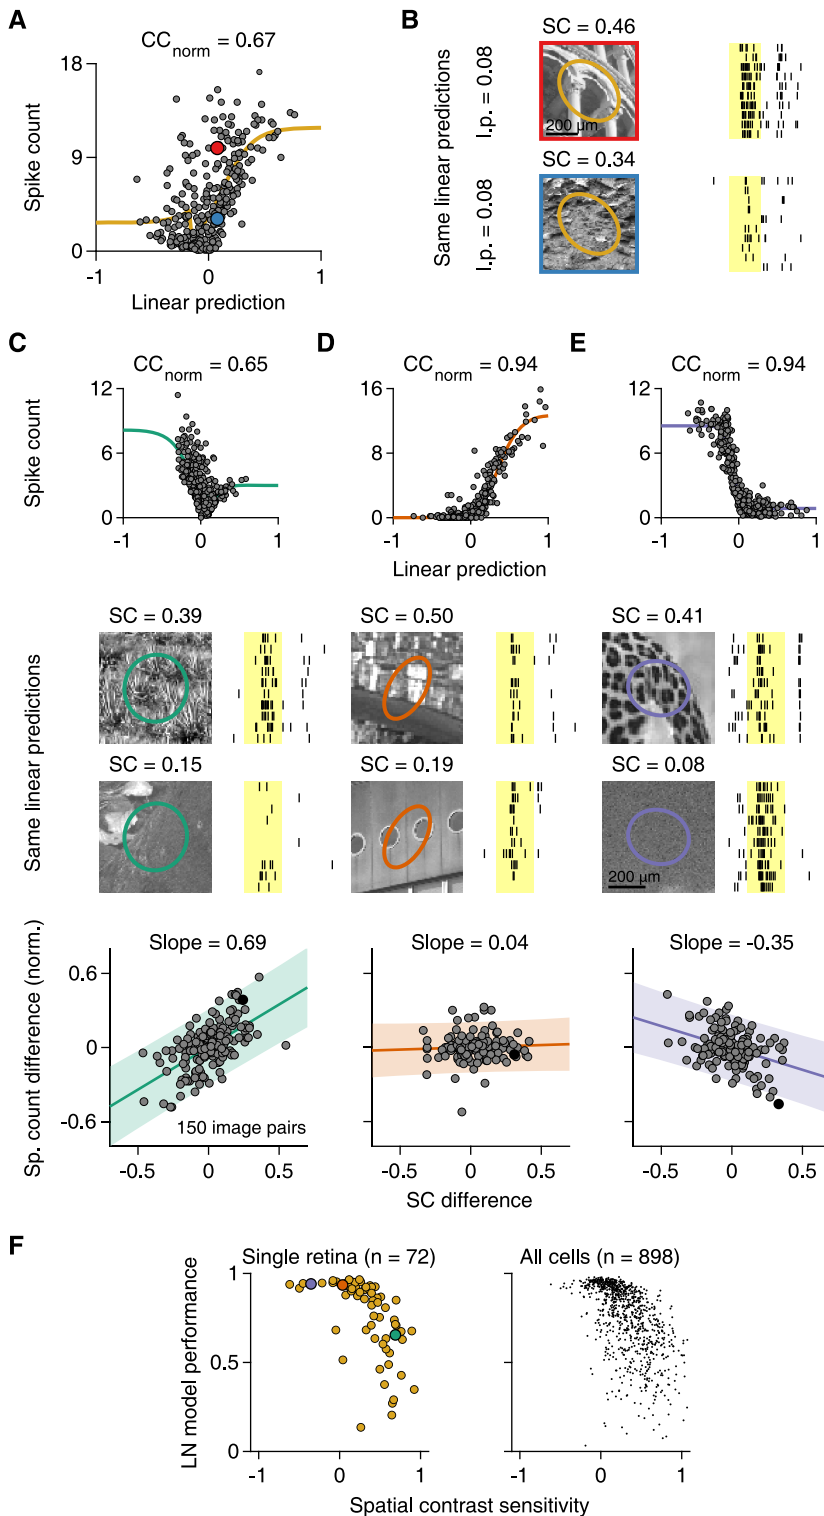 A
CCnorm = 0.67
18
9
0
Spike count
-1
0
1
Linear prediction
B
Same linear predictions
l.p. = 0.08
SC = 0.46
200 µm
l.p. = 0.08
SC = 0.34
C
CCnorm = 0.65
12
6
0
Spike count
-1
0
1
D
CCnorm = 0.94
16
8
0
-1
0
1
Linear prediction
E
CCnorm = 0.94
12
6
0
-1
0
1
Same linear predictions
SC = 0.39
SC = 0.50
SC = 0.41
SC = 0.15
SC = 0.19
SC = 0.08
200 µm
Sp. count difference (norm.)
Slope = 0.69
0.6
0
-0.6
150 image pairs
-0.5
0
0.5
Slope = 0.04
-0.5
0
0.5
SC difference
Slope = -0.35
-0.5
0
0.5
F
LN model performance
Single retina (n = 72)
1
0.5
0
-1
0
1
All cells (n = 898)
-1
0
1
Spatial contrast sensitivity